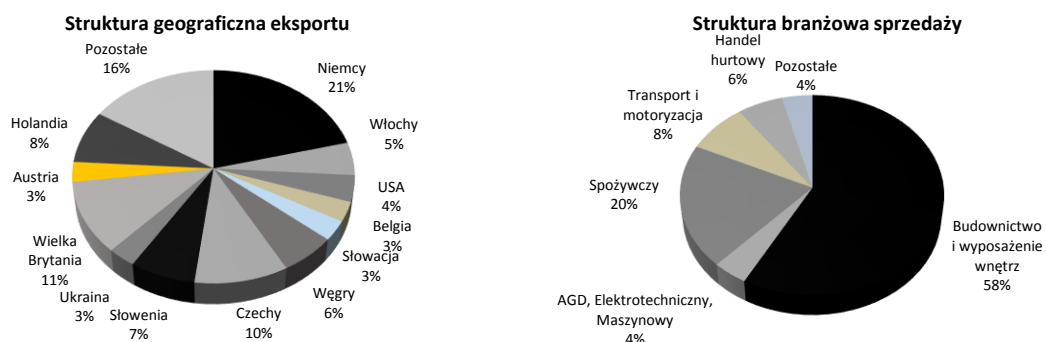 Struktura geograficzna eksportu
Pozostałe
16%
Niemcy
21%
Włochy
5%
USA
4%
Belgia
3%
Słowacja
3%
Węgry
6%
Czechy
10%
Słowenia
7%
Ukraina
3%
Wielka
Brytania
11%
Austria
3%
Holandia
8%
Struktura branżowa sprzedaży
Handel
hurtowy
6%
Pozostałe
4%
Transport i
motoryzacja
8%
Spożywczy
20%
AGD, Elektrotechniczny,
Maszynowy
4%
Budownictwo
i wyposażenie
wnętrz
58%